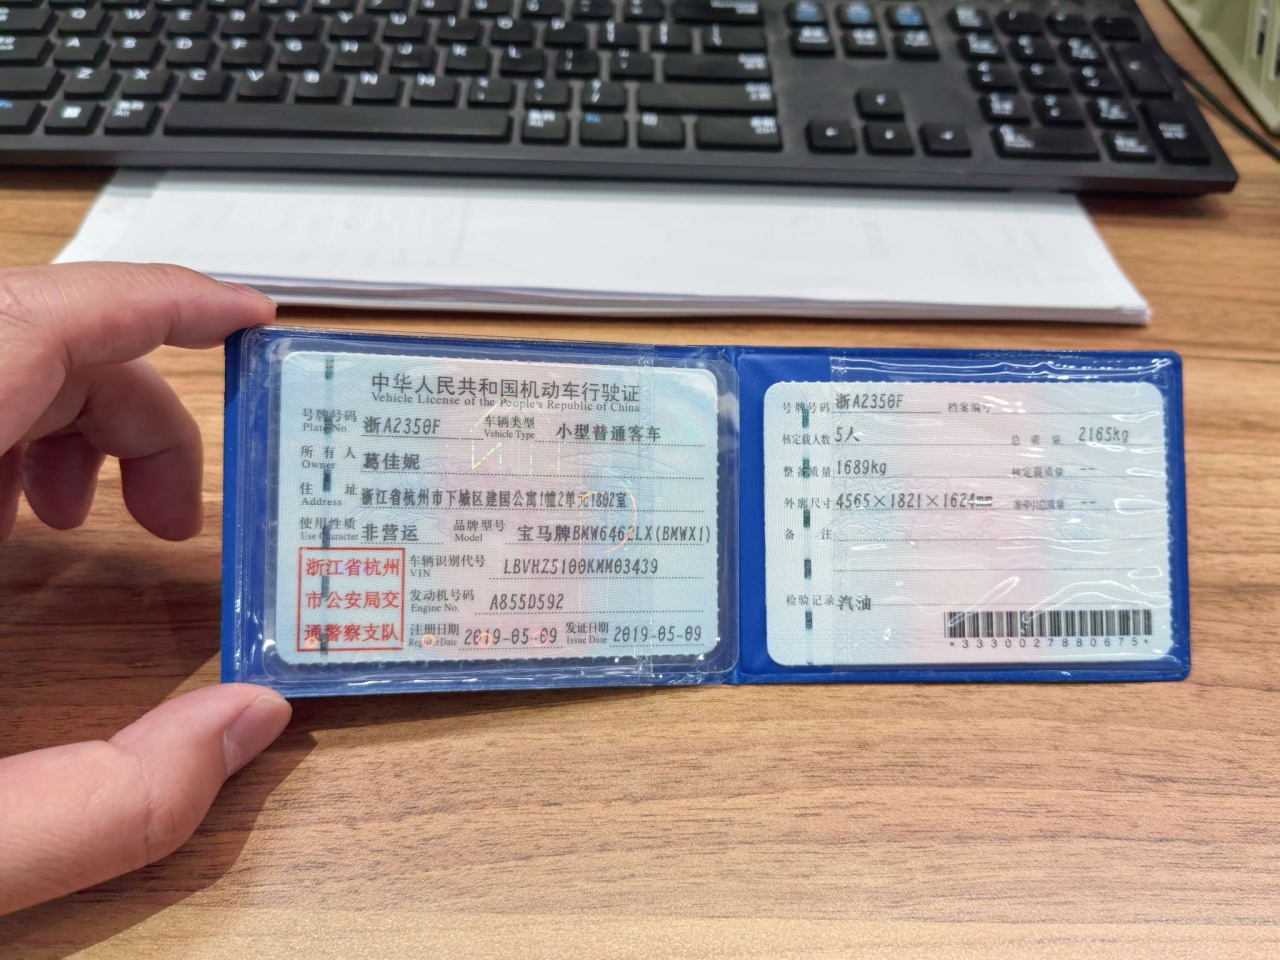 中华人民共和国机动车行驶证
Vehicle License of the People's Republic of China
号牌号码 浙A2350F 车辆类型 小型普通客车
Plate No. Vehicle Type
所有人 葛佳妮
Owner
住址 浙江省杭州市下城区建国公寓1幢2单元1802室
Address
使用性质 非营运 品牌型号 宝马牌BMW6462LX(BMWX1)
Use Character Model
浙江省杭州
市公安局交
通警察支队
车辆识别代号 LBVHZ5100KMM03439
VIN
发动机号码 A855D592
Engine No.
注册日期 2019-05-09 发证日期 2019-05-09
Register Date Issue Date
号牌号码 浙A2350F 档案编号
核定载人数 5人 总质量 2165kg
整备质量 1689kg 核定载质量 --
外廓尺寸 4565×1821×1624mm 准牵引总质量 --
备注
检验记录 汽油
*3330027880675*